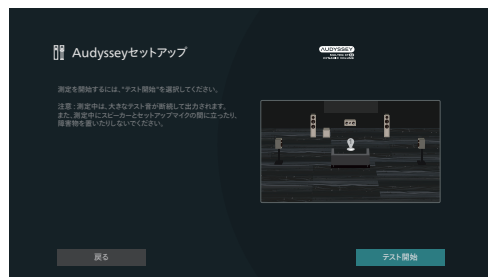 Audysseyセットアップ
AUDYSSEY
測定を開始するには、“テスト開始”を選択してください。
注意：測定中は、大きなテスト音が断続して出力されます。
また、測定中にスピーカーとセットアップマイクの間に立ったり、
障害物を置いたりしないでください。
戻る
テスト開始